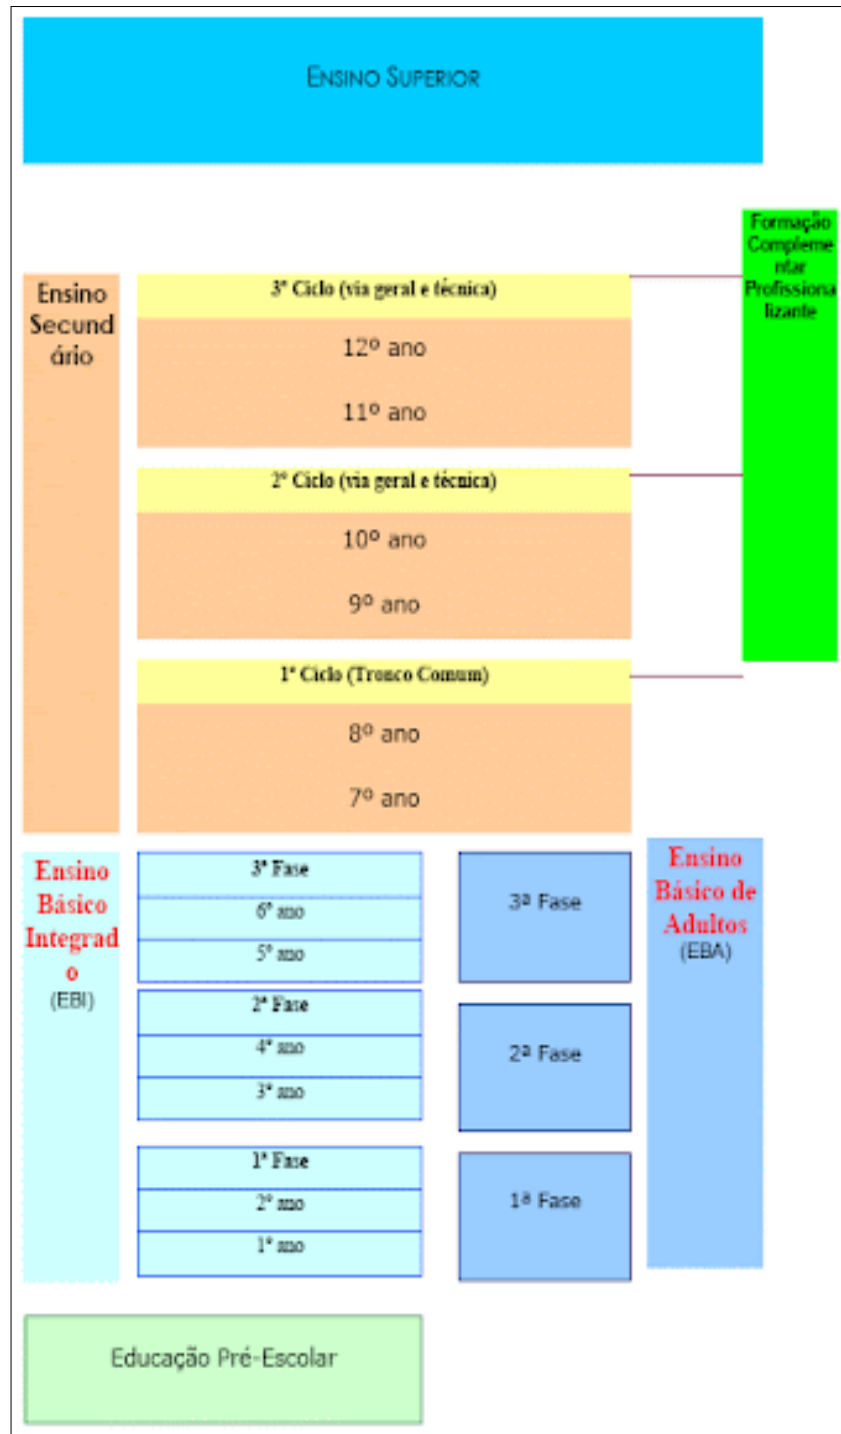 ENSINO SUPERIOR
Formação
Compleme
ntar
Profissiona
lizante
Ensino
Secund
ário
3º Ciclo (via geral e técnica)
12º ano
11º ano
2º Ciclo (via geral e técnica)
10º ano
9º ano
1º Ciclo (Tronco Comum)
8º ano
7º ano
Ensino
Básico
Integrad
o
(EBI)
3ª Fase
6º ano
5º ano
2ª Fase
4º ano
3º ano
1ª Fase
2º ano
1º ano
3ª Fase
2ª Fase
1ª Fase
Ensino
Básico de
Adultos
(EBA)
Educação Pré-Escolar